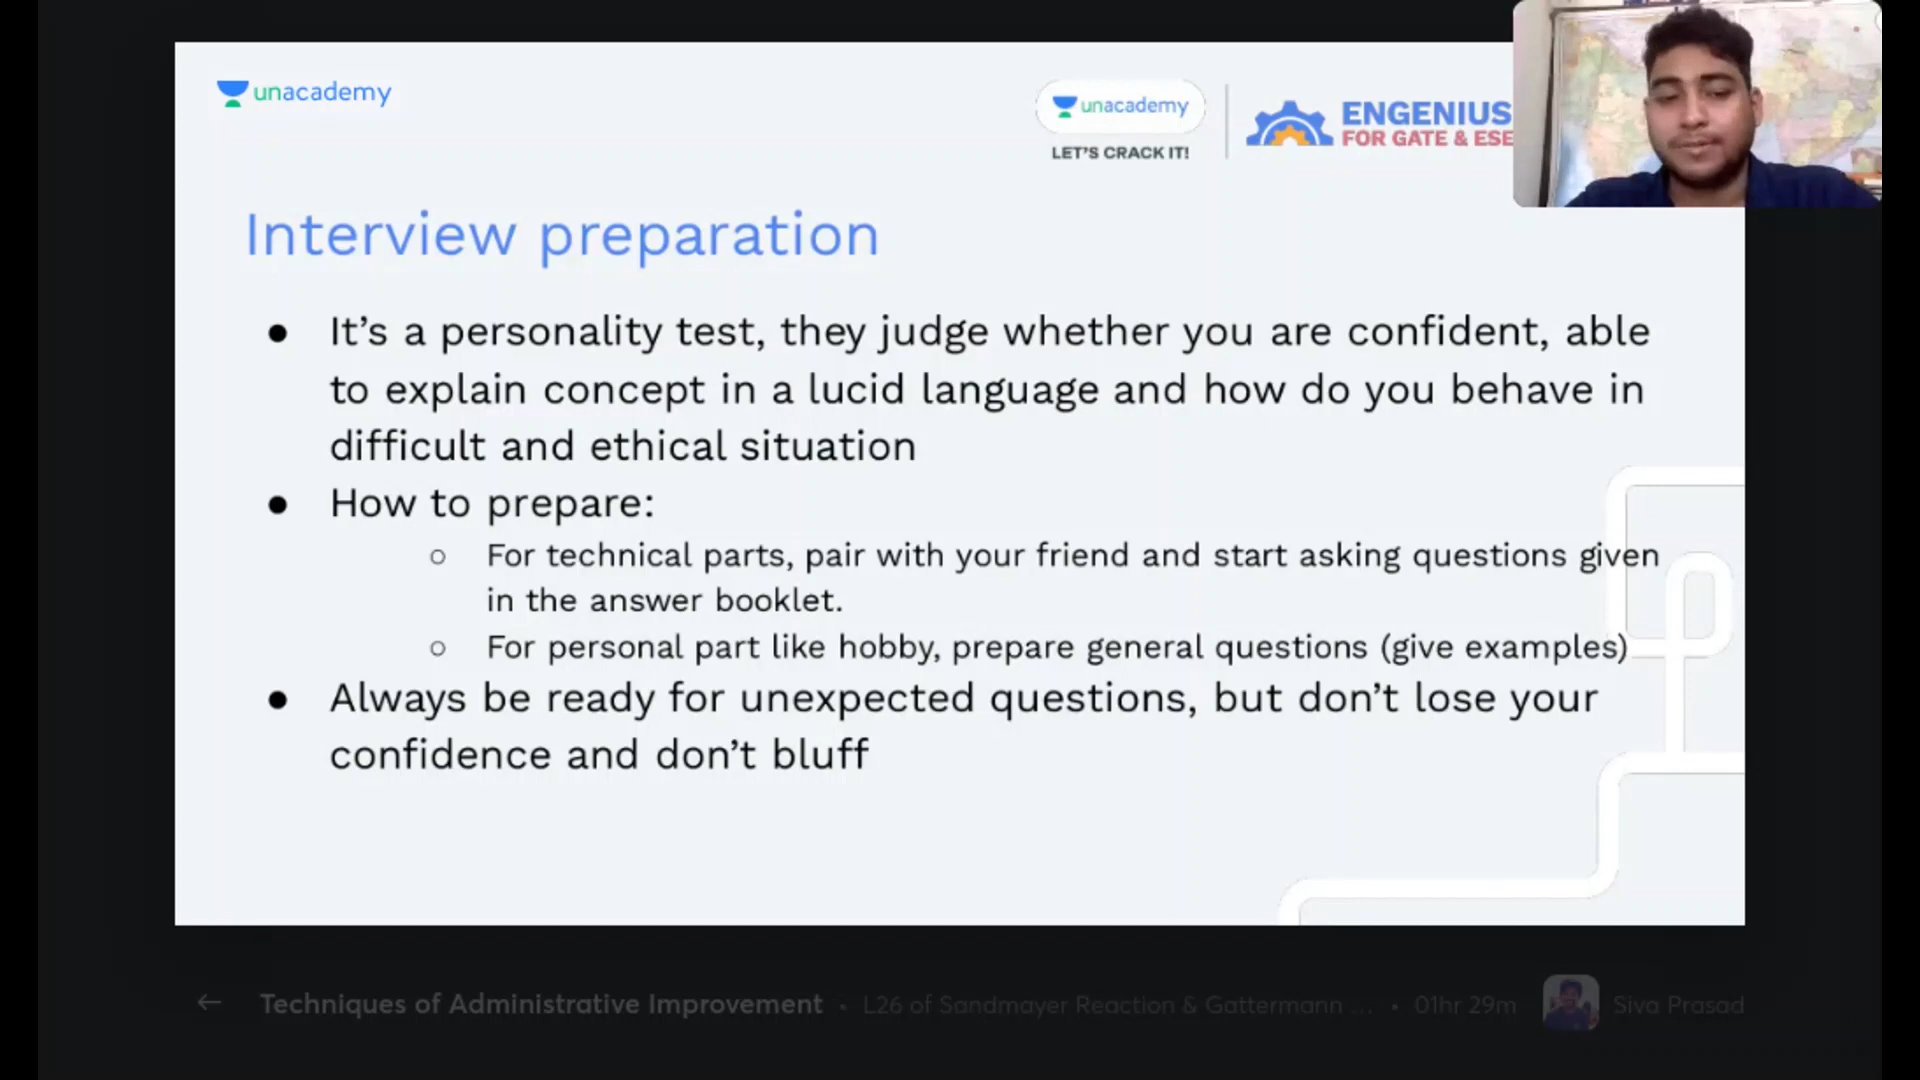 unacademy
unacademy
LET'S CRACK IT!
ENGENIUS
FOR GATE & ESE
Interview preparation
● It's a personality test, they judge whether you are confident, able
to explain concept in a lucid language and how do you behave in
difficult and ethical situation
● How to prepare:
○ For technical parts, pair with your friend and start asking questions given
in the answer booklet.
○ For personal part like hobby, prepare general questions (give examples)
● Always be ready for unexpected questions, but don't lose your
confidence and don't bluff
← Techniques of Administrative Improvement • L26 of Sandmayer Reaction & Gattermann ... • 01hr 29m Siva Prasad